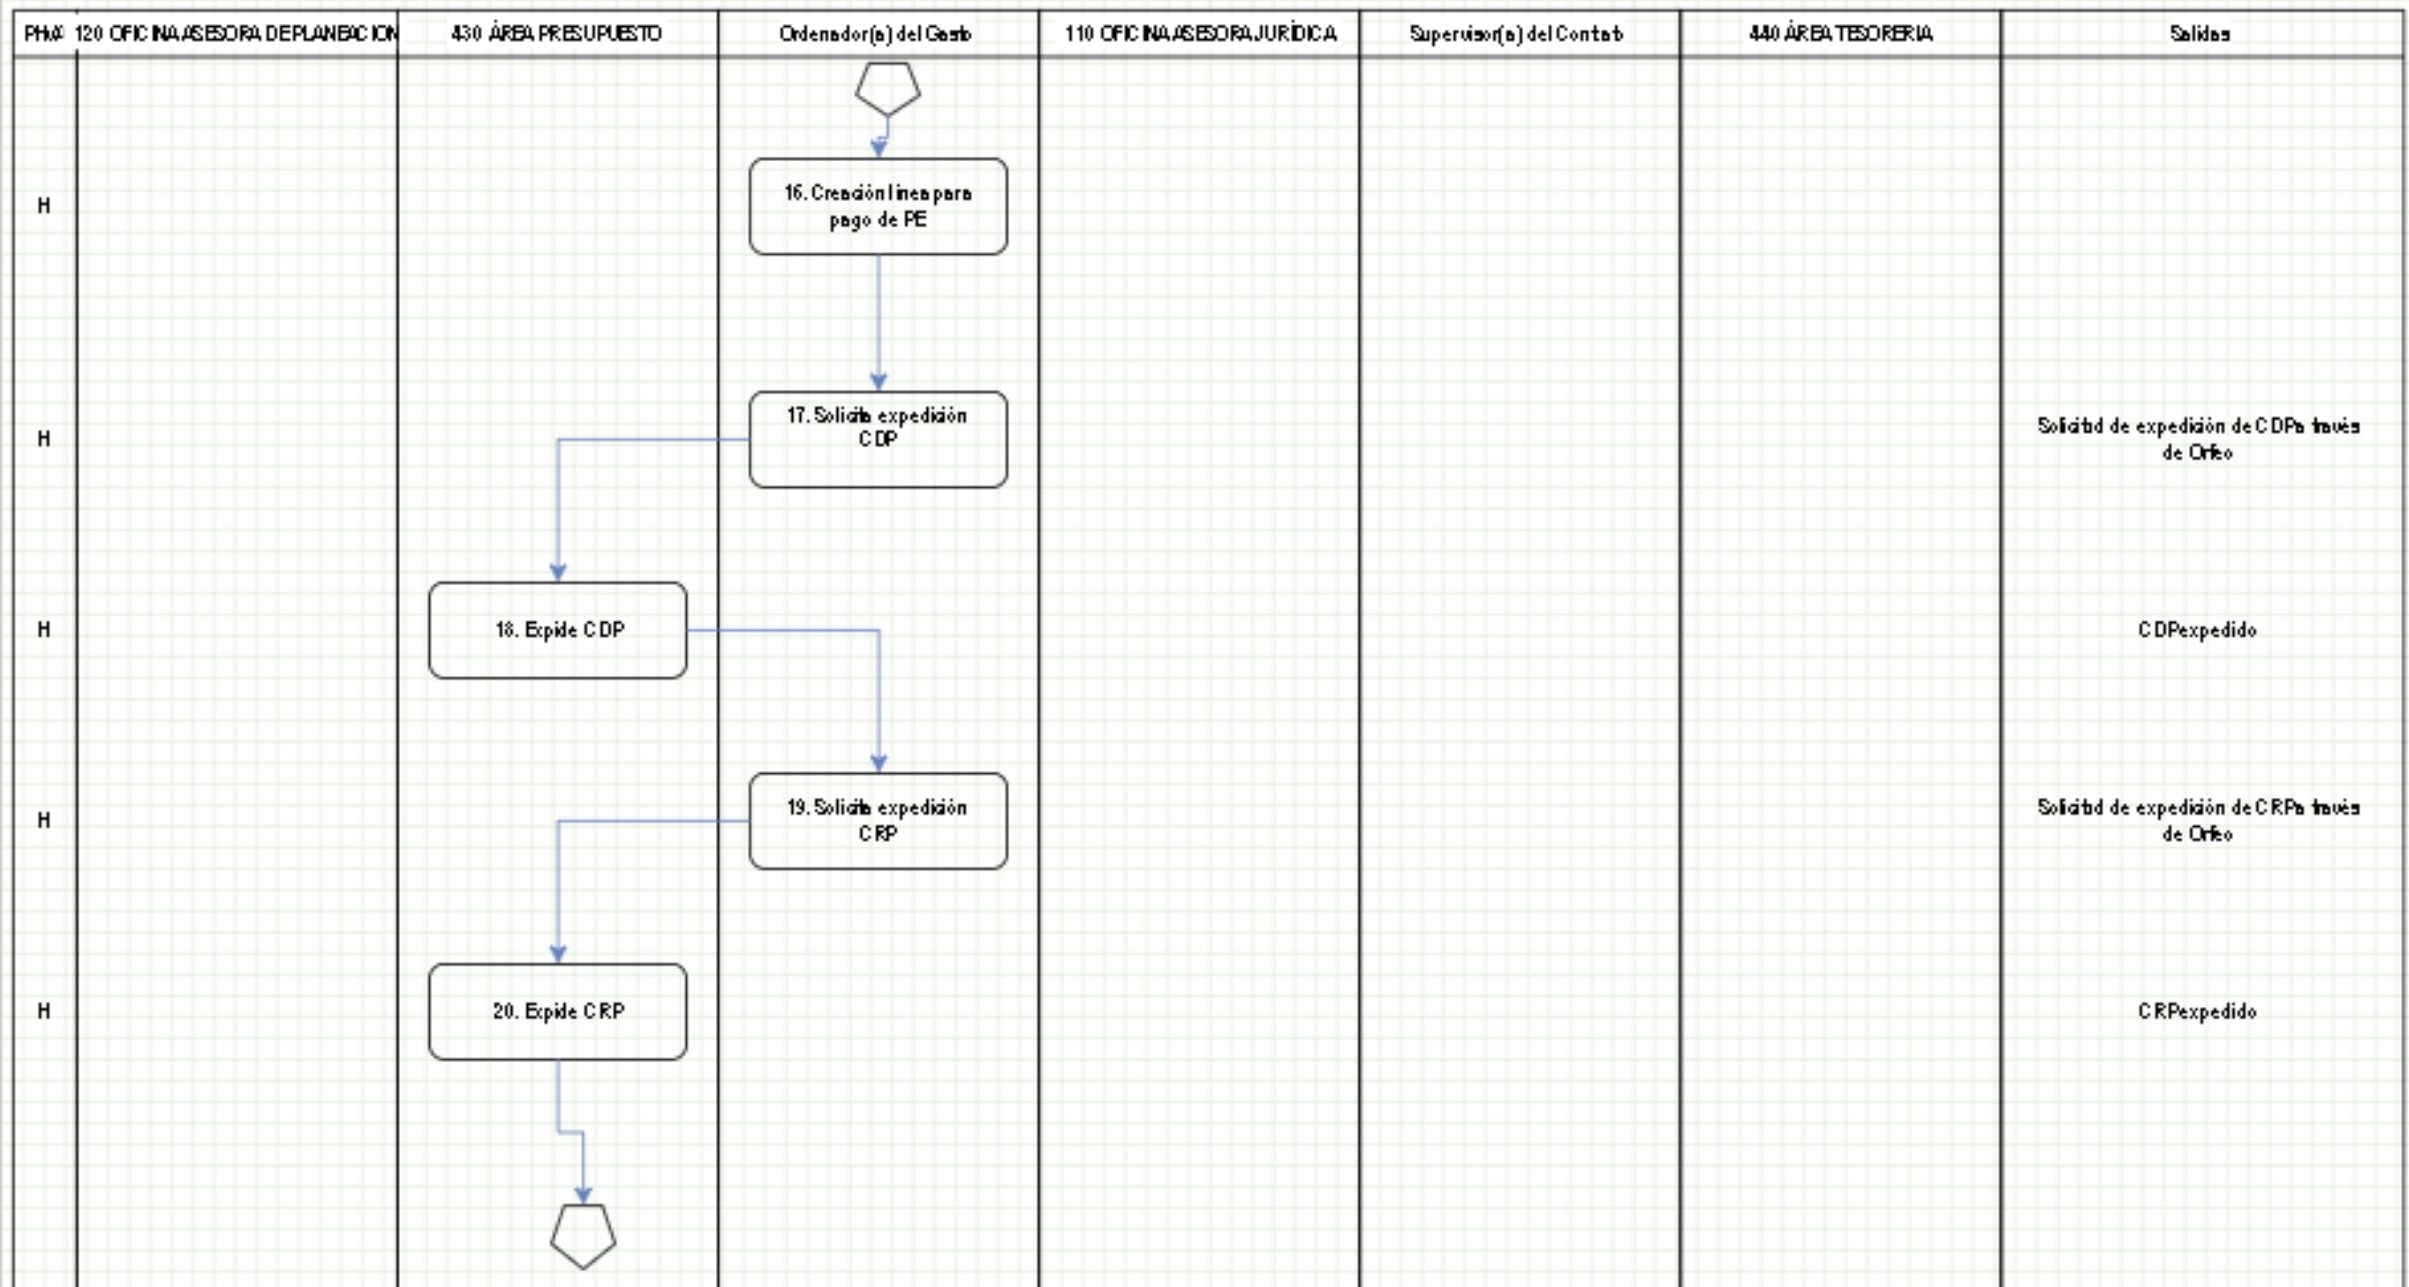 PHVA
120 OFICINA ASESORA DE PLANEACION
430 ÁREA PRESUPUESTO
Ordenador(a) del Gasto
110 OFICINA ASESORA JURÍDICA
Supervisor(a) del Contrato
440 ÁREA TESORERIA
Salidas
H
16. Creación línea para
pago de PE
H
17. Solicita expedición
CDP
Solicitud de expedición de CDP a través
de Orfeo
H
18. Expide CDP
CDP expedido
H
19. Solicita expedición
CRP
Solicitud de expedición de CRP a través
de Orfeo
H
20. Expide CRP
CRP expedido